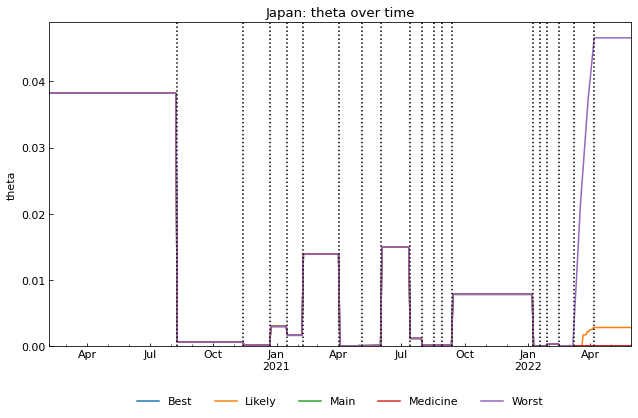 Japan: theta over time
theta
0.04
0.03
0.02
0.01
0.00
Apr Jul Oct Jan Apr Jul Oct Jan Apr
2021 2022
Best Likely Main Medicine Worst